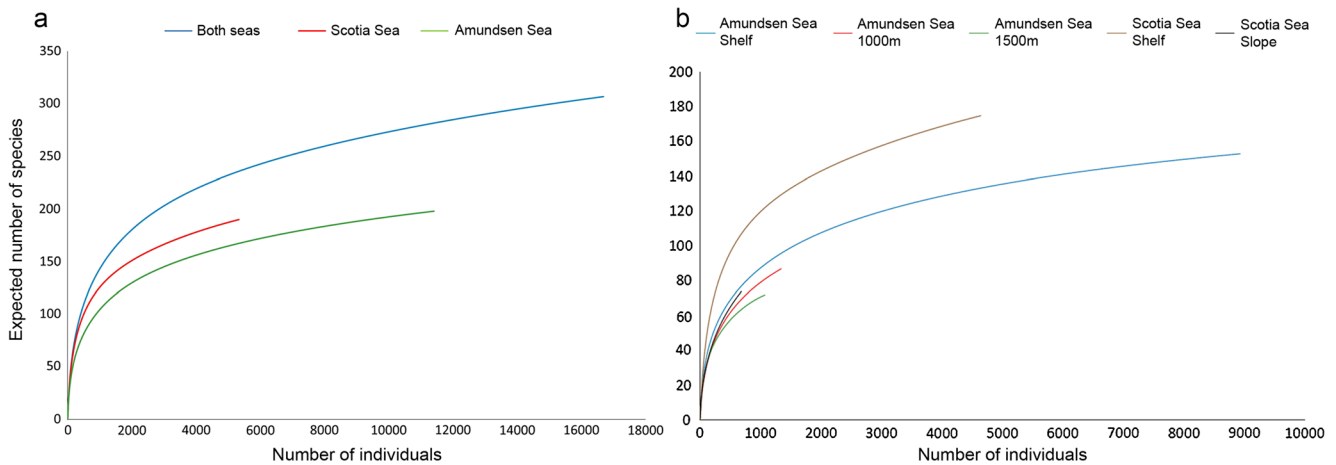 a
Both seas
Scotia Sea
Amundsen Sea
350
300
250
200
150
100
50
0
Expected number of species
0 2000 4000 6000 8000 10000 12000 14000 16000 18000
Number of individuals
b
Amundsen Sea
Shelf
Amundsen Sea
1000m
Amundsen Sea
1500m
Scotia Sea
Shelf
Scotia Sea
Slope
200
180
160
140
120
100
80
60
40
20
0
0 1000 2000 3000 4000 5000 6000 7000 8000 9000 10000
Number of individuals